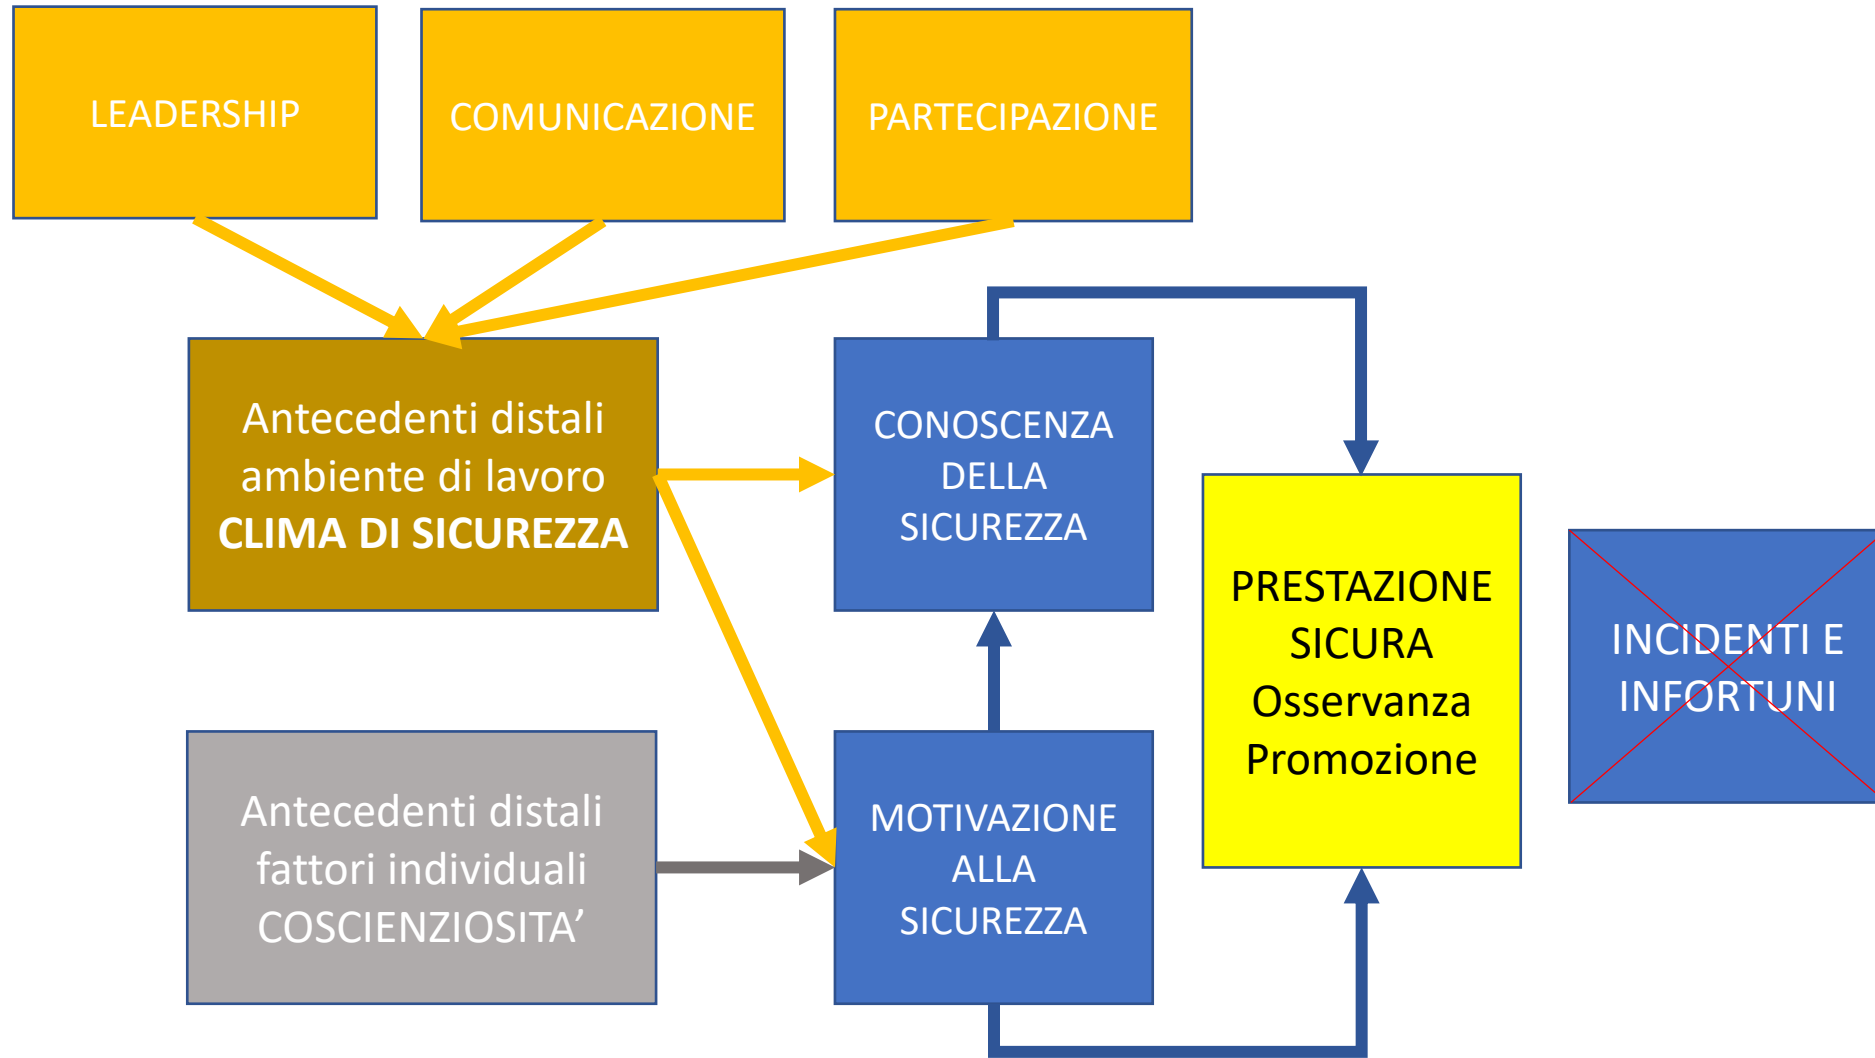 LEADERSHIP
COMUNICAZIONE
PARTECIPAZIONE
Antecedenti distali
ambiente di lavoro
CLIMA DI SICUREZZA
CONOSCENZA
DELLA
SICUREZZA
PRESTAZIONE
SICURA
Osservanza
Promozione
INCIDENTI E
INFORTUNI
Antecedenti distali
fattori individuali
COSCIENZIOSITA’
MOTIVAZIONE
ALLA
SICUREZZA